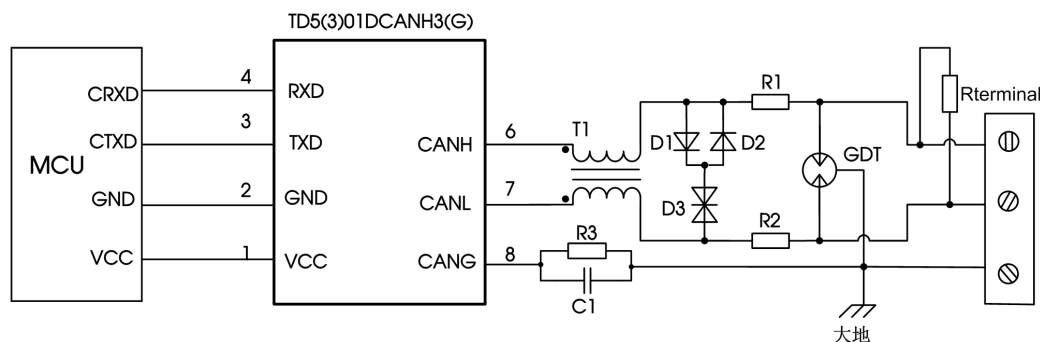 TD5(3)01DCANH3(G)
MCU
CRXD
4
RXD
CTXD
3
TXD
GND
2
GND
VCC
1
VCC
CANH
6
CANL
7
CANG
8
T1
D1
D2
D3
R1
R2
R3
C1
GDT
Rterminal
大地